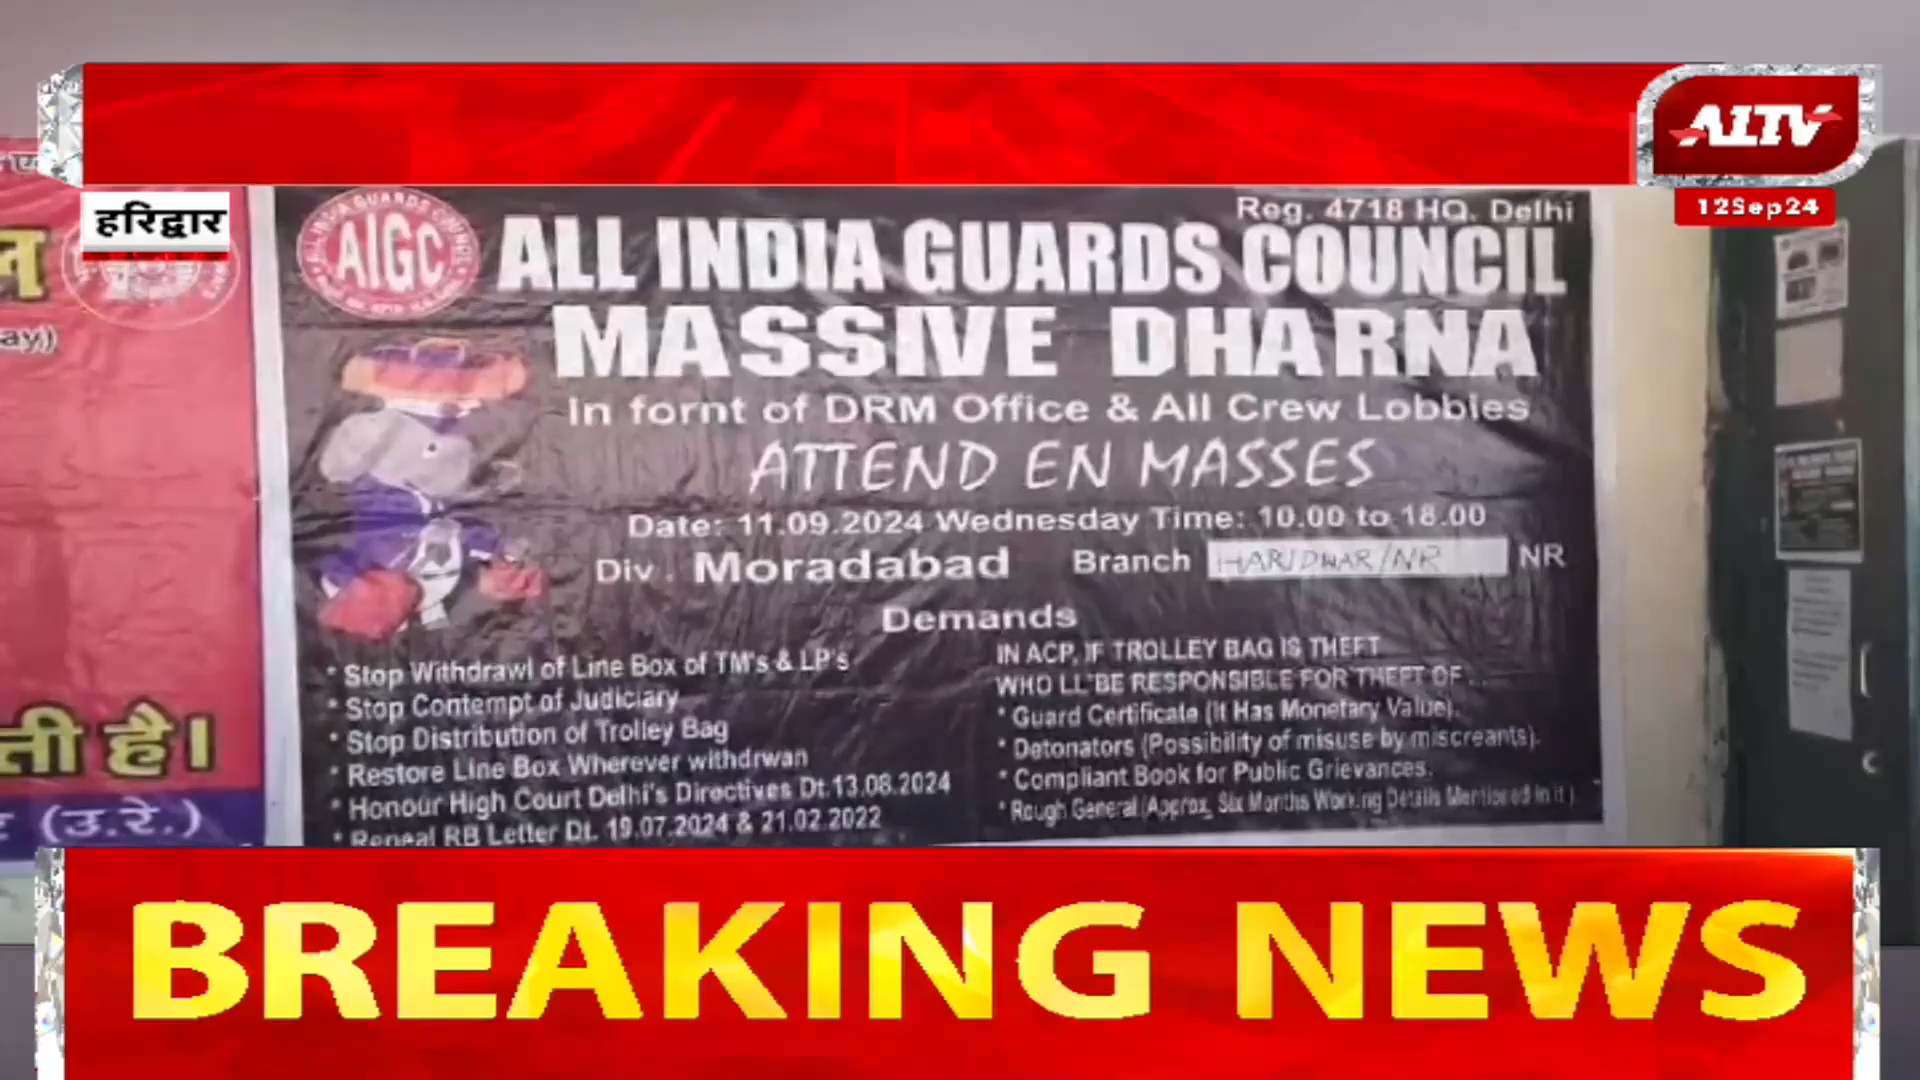 AITV
12Sep24
हरिद्वार
ay)
ती है।
(उ.रे.)
AIGC
Reg. 4718 HQ. Delhi
ALL INDIA GUARDS COUNCIL
MASSIVE DHARNA
In fornt of DRM Office & All Crew Lobbies
ATTEND EN MASSES
Date: 11.09.2024 Wednesday Time: 10.00 to 18.00
Div. Moradabad Branch HARIDWAR/NR NR
Demands
* Stop Withdrawl of Line Box of TM's & LP's
* Stop Contempt of Judiciary
* Stop Distribution of Trolley Bag
* Restore Line Box Wherever withdrwan
* Honour High Court Delhi's Directives Dt.13.08.2024
* Repeal RB Letter Dt. 19.07.2024 & 21.02.2022
IN ACP, IF TROLLEY BAG IS THEFT
WHO LL'BE RESPONSIBLE FOR THEFT OF...
* Guard Certificate (It Has Monetary Value).
* Detonators (Possibility of misuse by miscreants).
* Compliant Book for Public Grievances.
* Rough General (Approx, Six Months Working Details Mentioned in it)
BREAKING NEWS